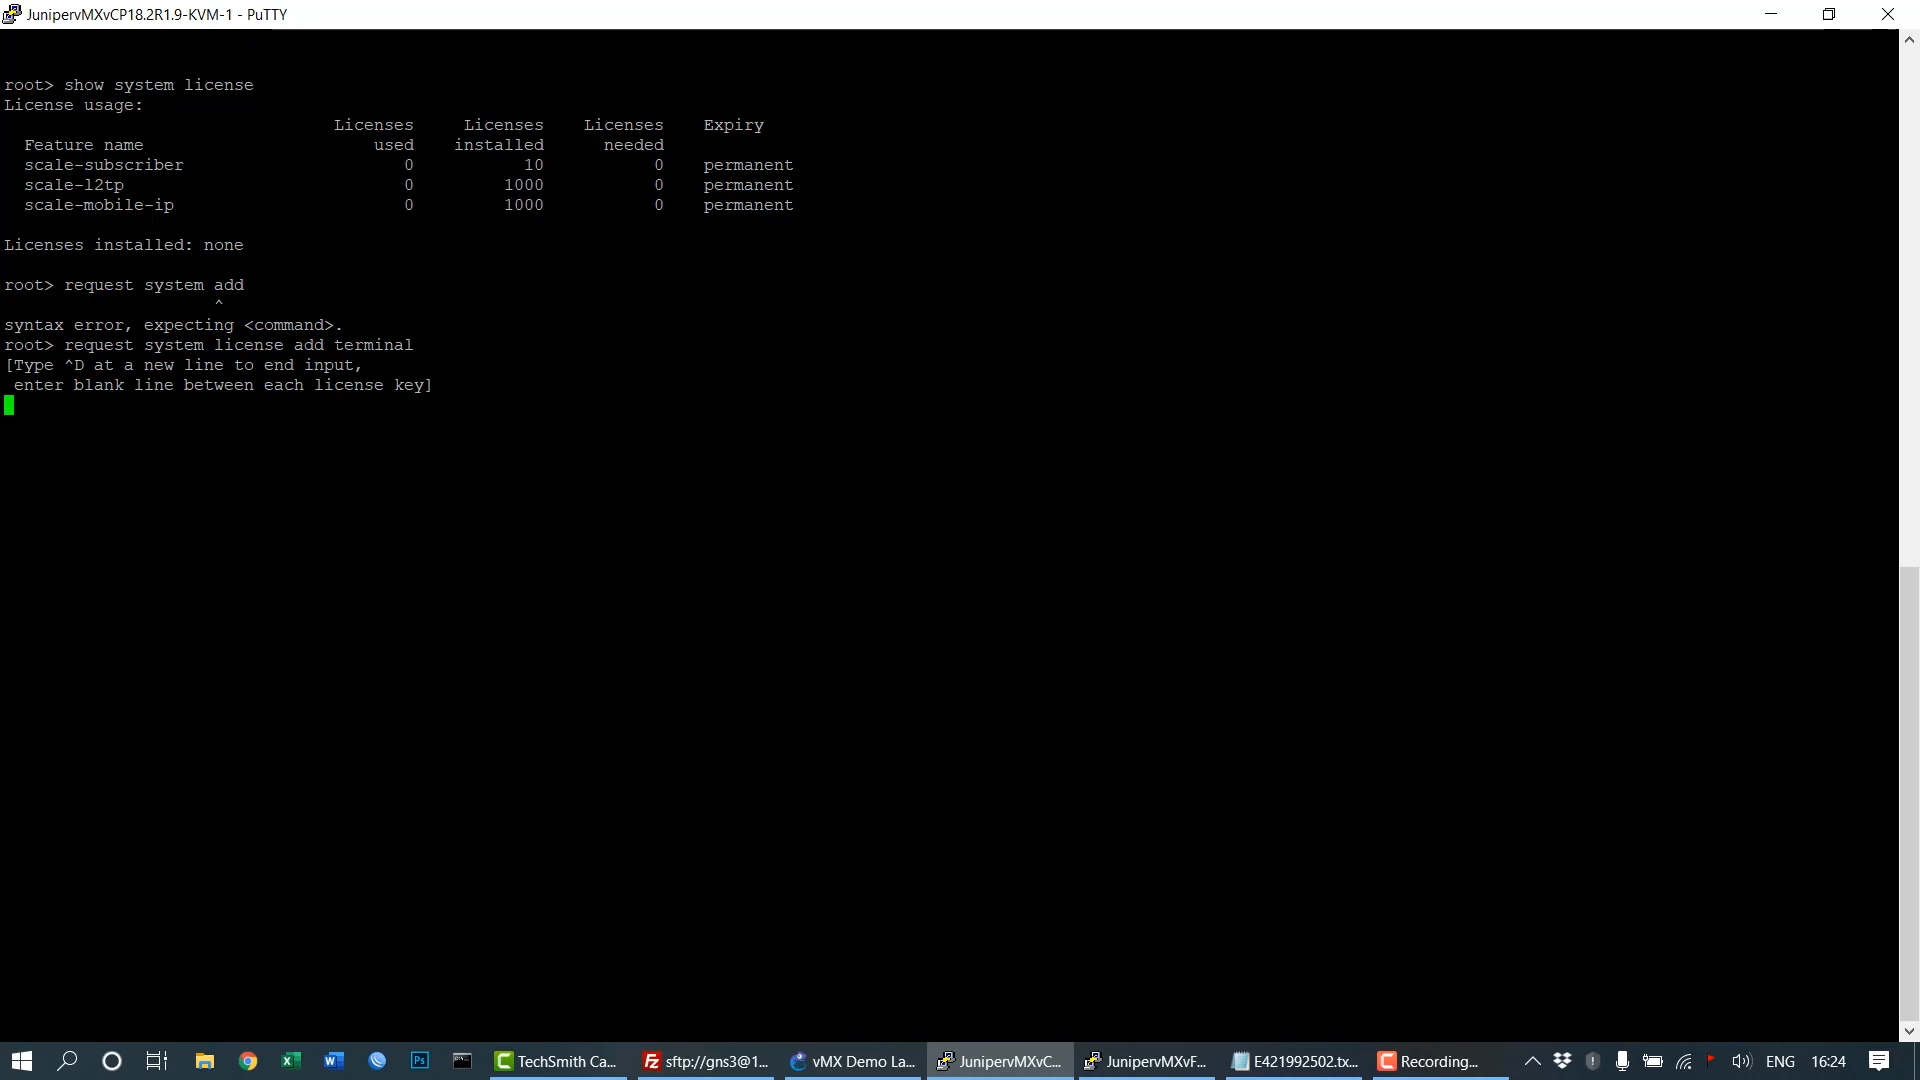 JunipervMXvCP18.2R1.9-KVM-1 - PuTTY
root> show system license
License usage:
Licenses Licenses Licenses Expiry
Feature name used installed needed
scale-subscriber 0 10 0 permanent
scale-l2tp 0 1000 0 permanent
scale-mobile-ip 0 1000 0 permanent
Licenses installed: none
root> request system add
^
syntax error, expecting <command>.
root> request system license add terminal
[Type ^D at a new line to end input,
enter blank line between each license key]
TechSmith Ca... sftp://gns3@1... vMX Demo La... JunipervMXvC... JunipervMXvF... E421992502.tx... Recording... ENG 16:24